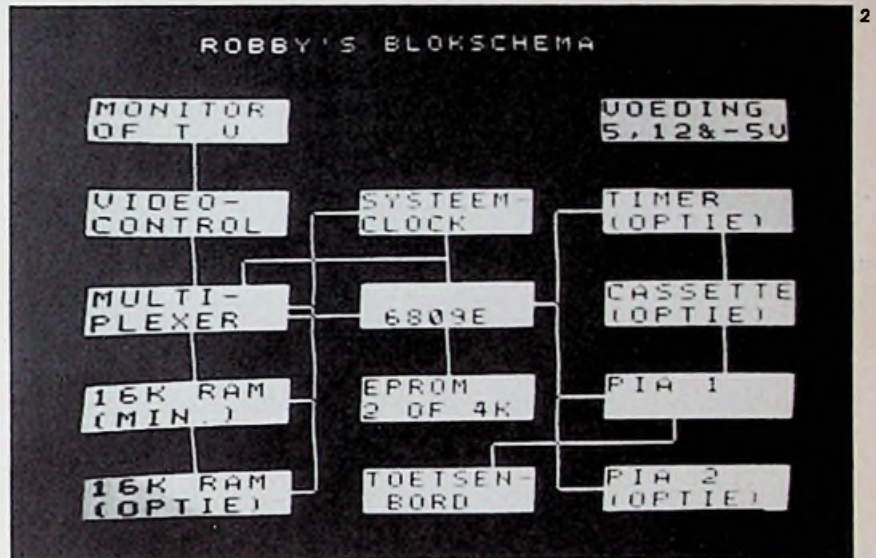 2
ROBBY'S BLOKSCHEMA
MONITOR
OF TV
VOEDING
5,12&-5V
VIDEO-
CONTROL
SYSTEEM-
CLOCK
TIMER
(OPTIE)
MULTI-
PLEXER
6809E
CASSETTE
(OPTIE)
16K RAM
(MIN.)
EPROM
2 OF 4K
PIA 1
16K RAM
(OPTIE)
TOETSEN-
BORD
PIA 2
(OPTIE)